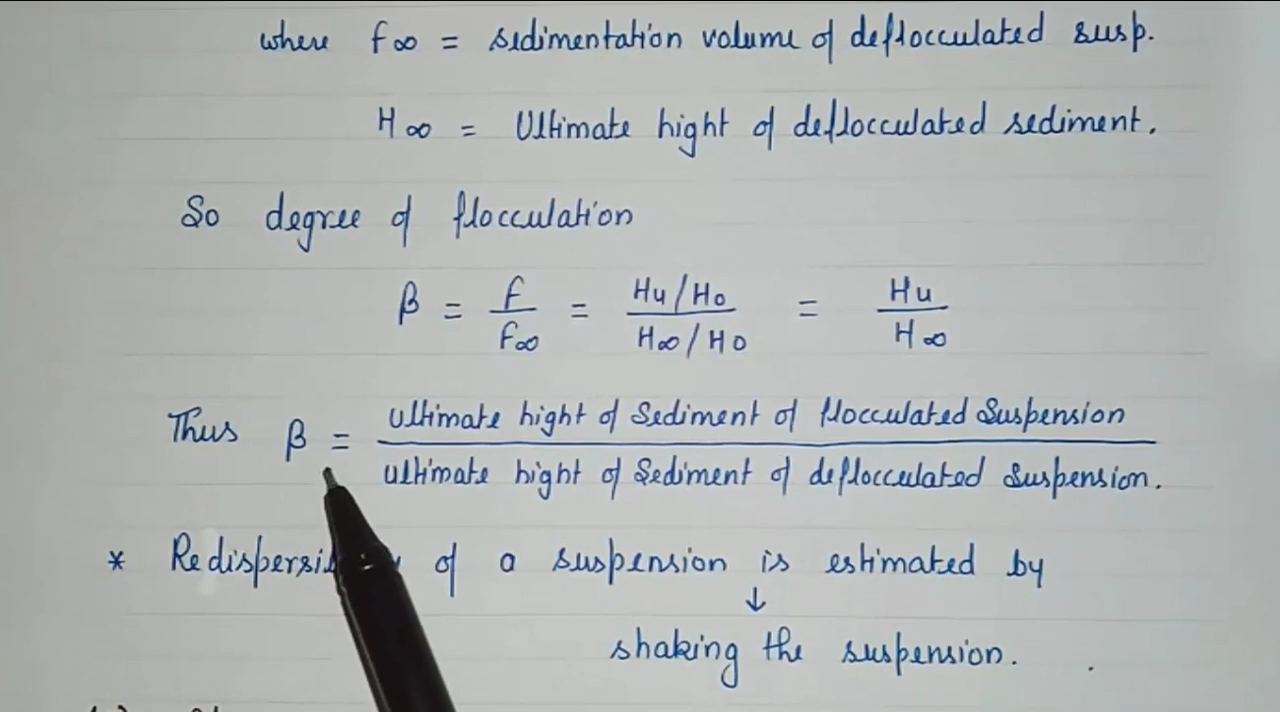 where f∞ = sedimentation volume of deflocculated susp.
H∞ = Ultimate hight of deflocculated sediment.
So degree of flocculation
β = F / F∞ = Hu/Ho / H∞/Ho = Hu / H∞
Thus β = Ultimate hight of Sediment of flocculated Suspension / Ultimate hight of Sediment of deflocculated Suspension.
* of a suspension is estimated by
↓
shaking the suspension.